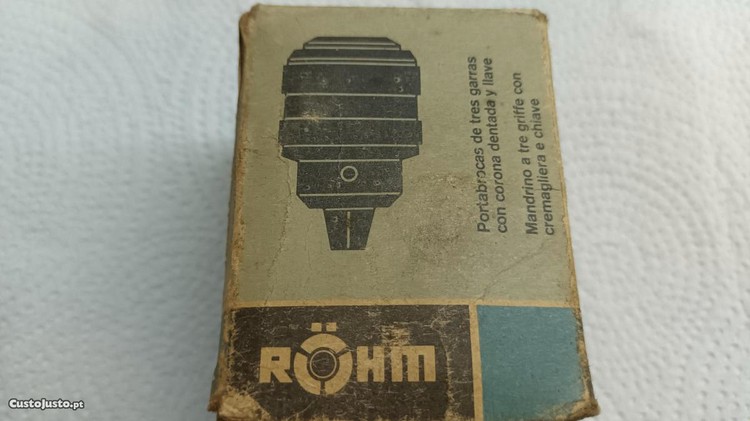 Portabrocas de tres garras
con corona dentada y llave
Mandrino a tre griffe con
cremagliera e chiave
RÖHM
CustoJusto.pt